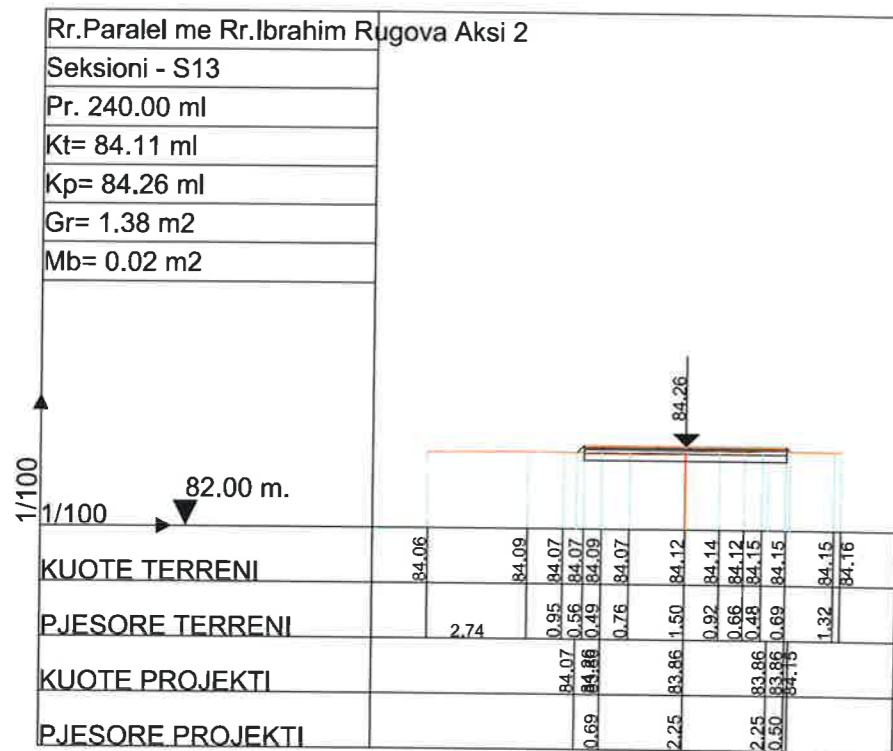 Rr.Paralel me Rr.Ibrahim Rugova Aksi 2
Seksioni - S13
Pr. 240.00 ml
Kt= 84.11 ml
Kp= 84.26 ml
Gr= 1.38 m2
Mb= 0.02 m2
84.26
1/100
82.00 m.
1/100
KUOTE TERRENI 84.06 84.09 84.07 84.07 84.09 84.07 84.12 84.14 84.12 84.15 84.15 84.15 84.16
PJESORE TERRENI 2.74 0.95 0.56 0.49 0.76 1.50 0.92 0.66 0.48 0.69 1.32
KUOTE PROJEKTI 84.07 83.86 83.86 83.86 84.15
PJESORE PROJEKTI 0.69 2.25 2.25 0.50